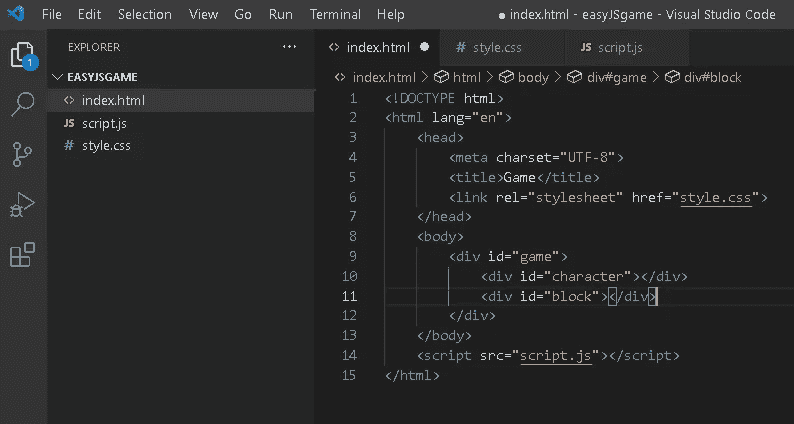 File Edit Selection View Go Run Terminal Help ● index.html - easyJSgame - Visual Studio Code
EXPLORER ...
1
EASYJSGAME
<> index.html
JS script.js
# style.css
<> index.html ● # style.css JS script.js
<> index.html > html > body > div#game > div#block
1 <!DOCTYPE html>
2 <html lang="en">
3 <head>
4 <meta charset="UTF-8">
5 <title>Game</title>
6 <link rel="stylesheet" href="style.css">
7 </head>
8 <body>
9 <div id="game">
10 <div id="character"></div>
11 <div id="block"></div>
12 </div>
13 </body>
14 <script src="script.js"></script>
15 </html>